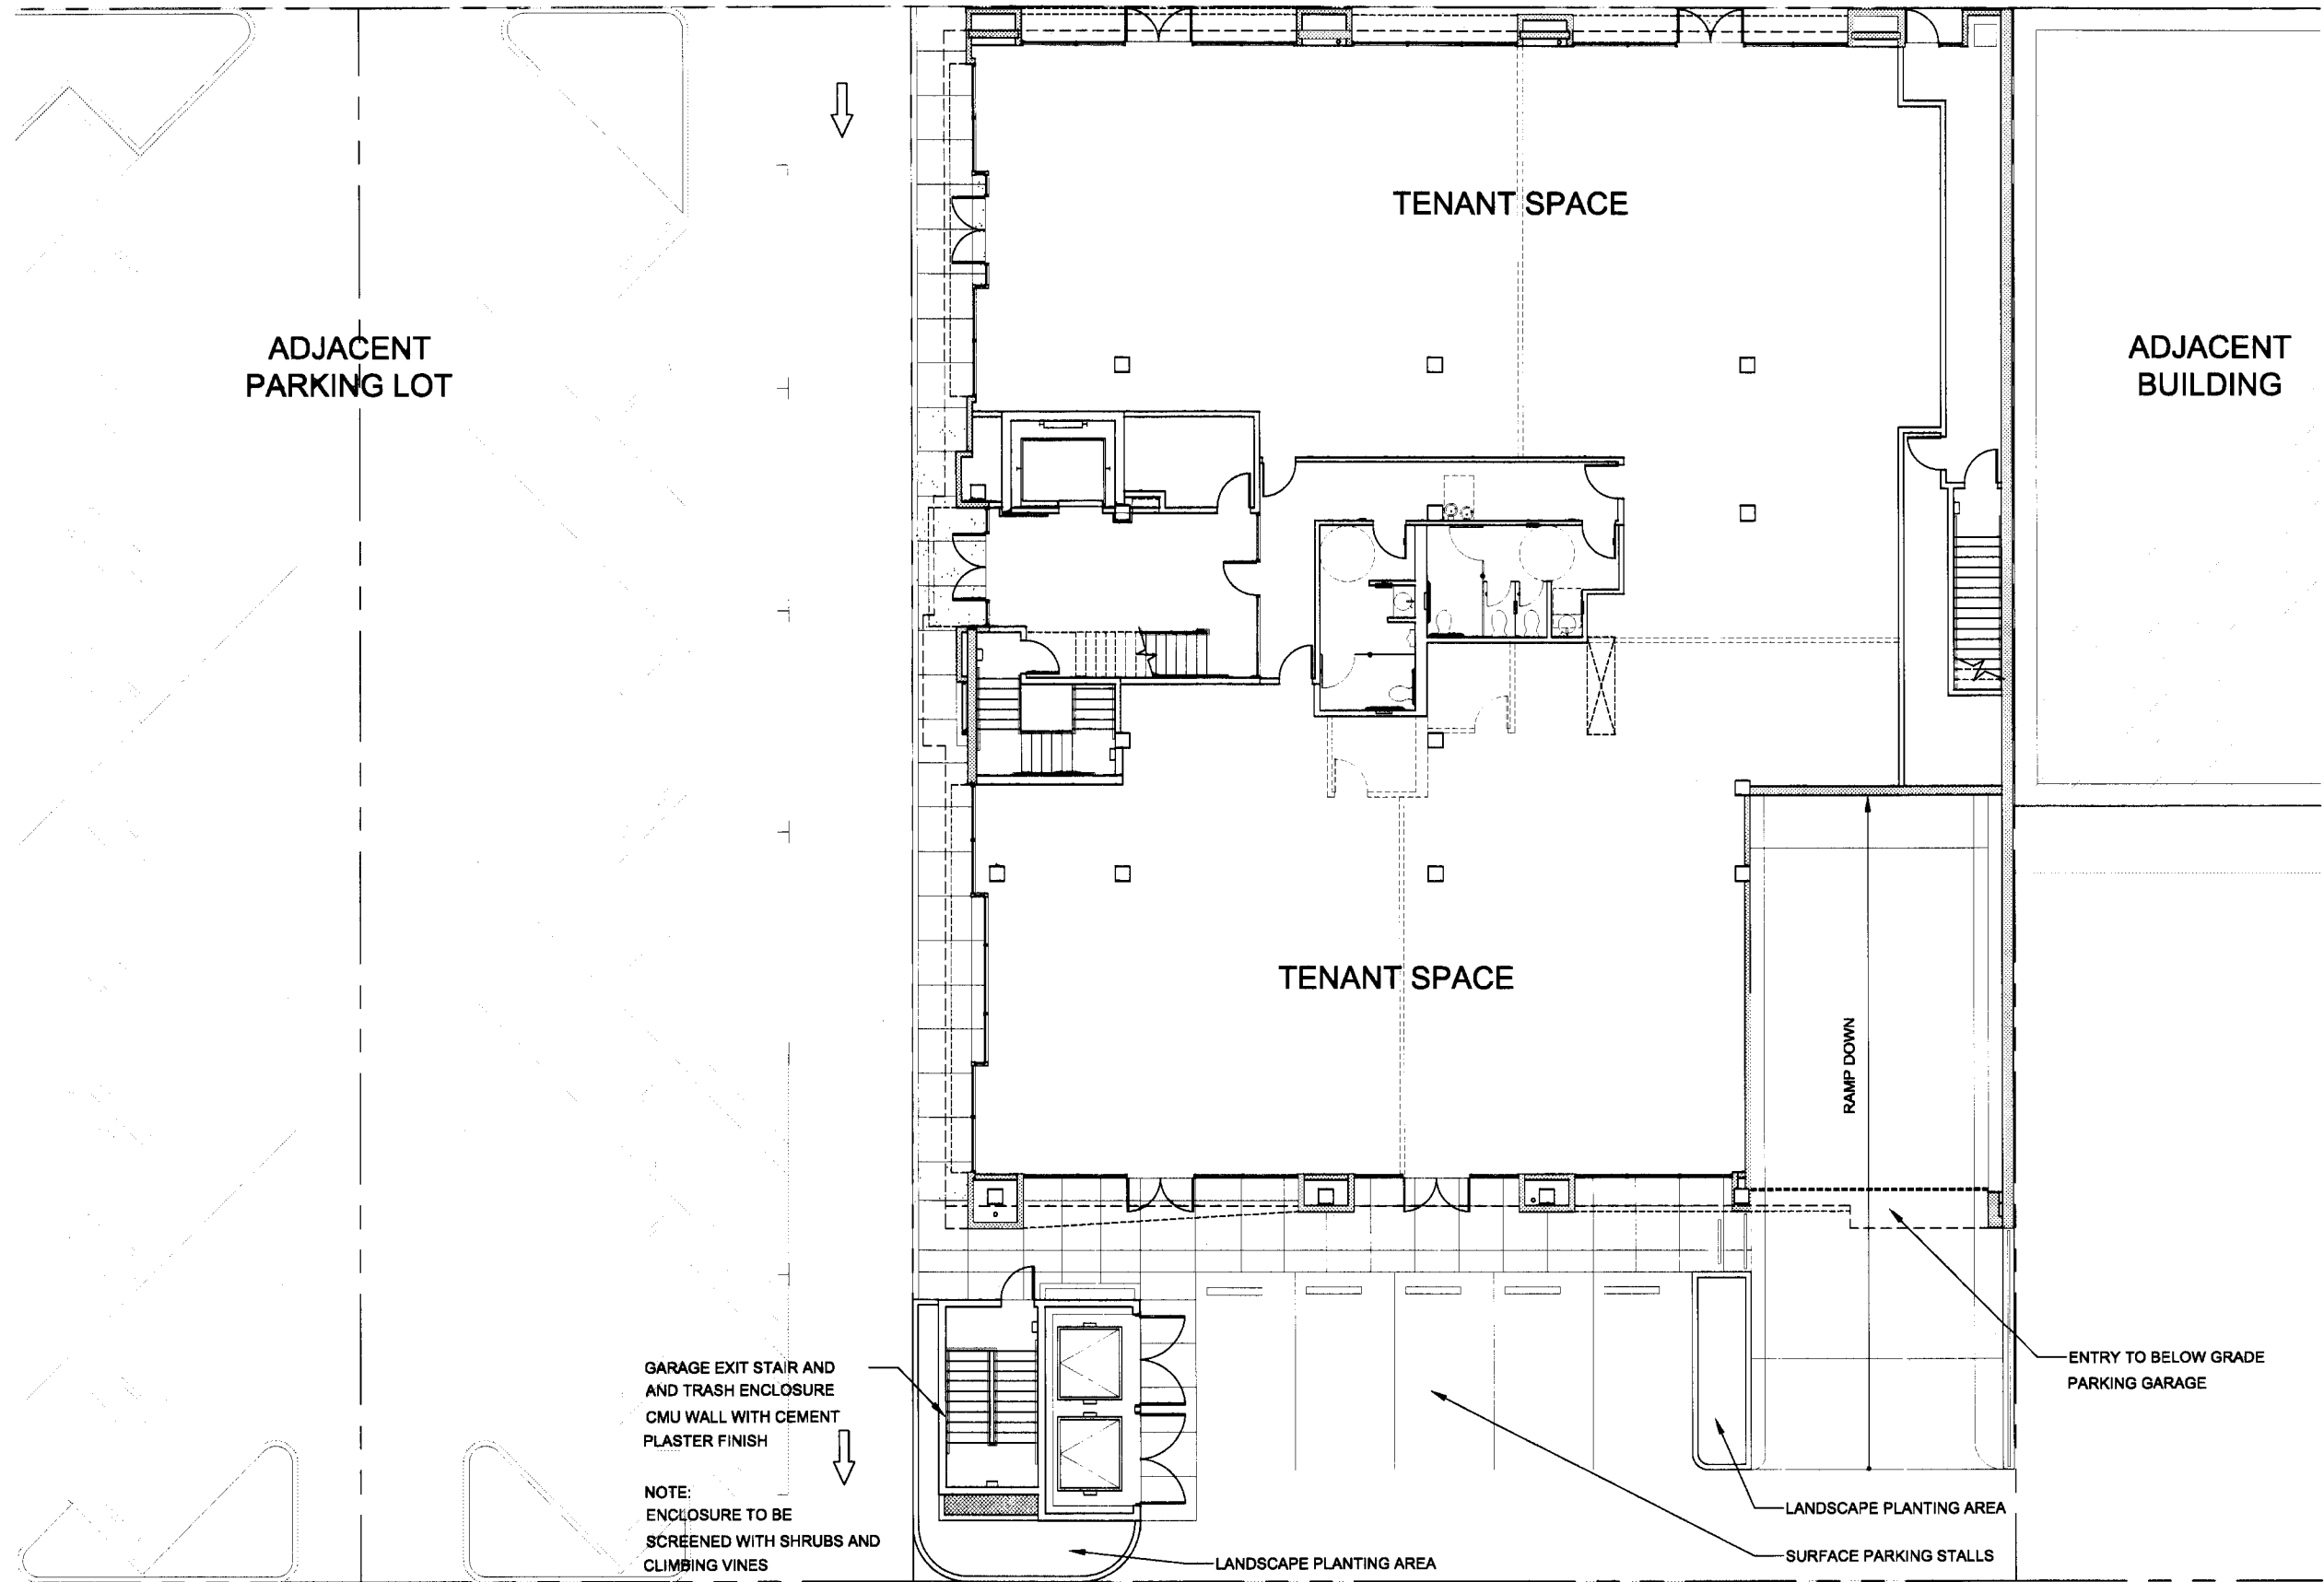 TENANT SPACE
ADJACENT
PARKING LOT
ADJACENT
BUILDING
TENANT SPACE
RAMP DOWN
GARAGE EXIT STAIR AND
AND TRASH ENCLOSURE
CMU WALL WITH CEMENT
PLASTER FINISH
NOTE:
ENCLOSURE TO BE
SCREENED WITH SHRUBS AND
CLIMBING VINES
ENTRY TO BELOW GRADE
PARKING GARAGE
LANDSCAPE PLANTING AREA
SURFACE PARKING STALLS
LANDSCAPE PLANTING AREA